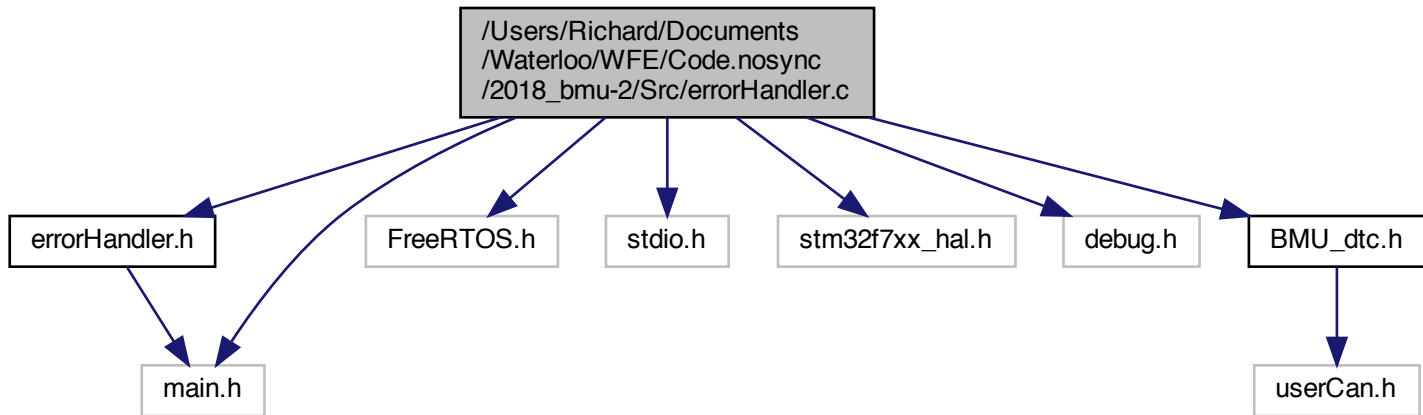 /Users/Richard/Documents
/Waterloo/WFE/Code.nosync
/2018_bmu-2/Src/errorHandler.c
errorHandler.h
FreeRTOS.h
stdio.h
stm32f7xx_hal.h
debug.h
BMU_dtc.h
main.h
userCan.h